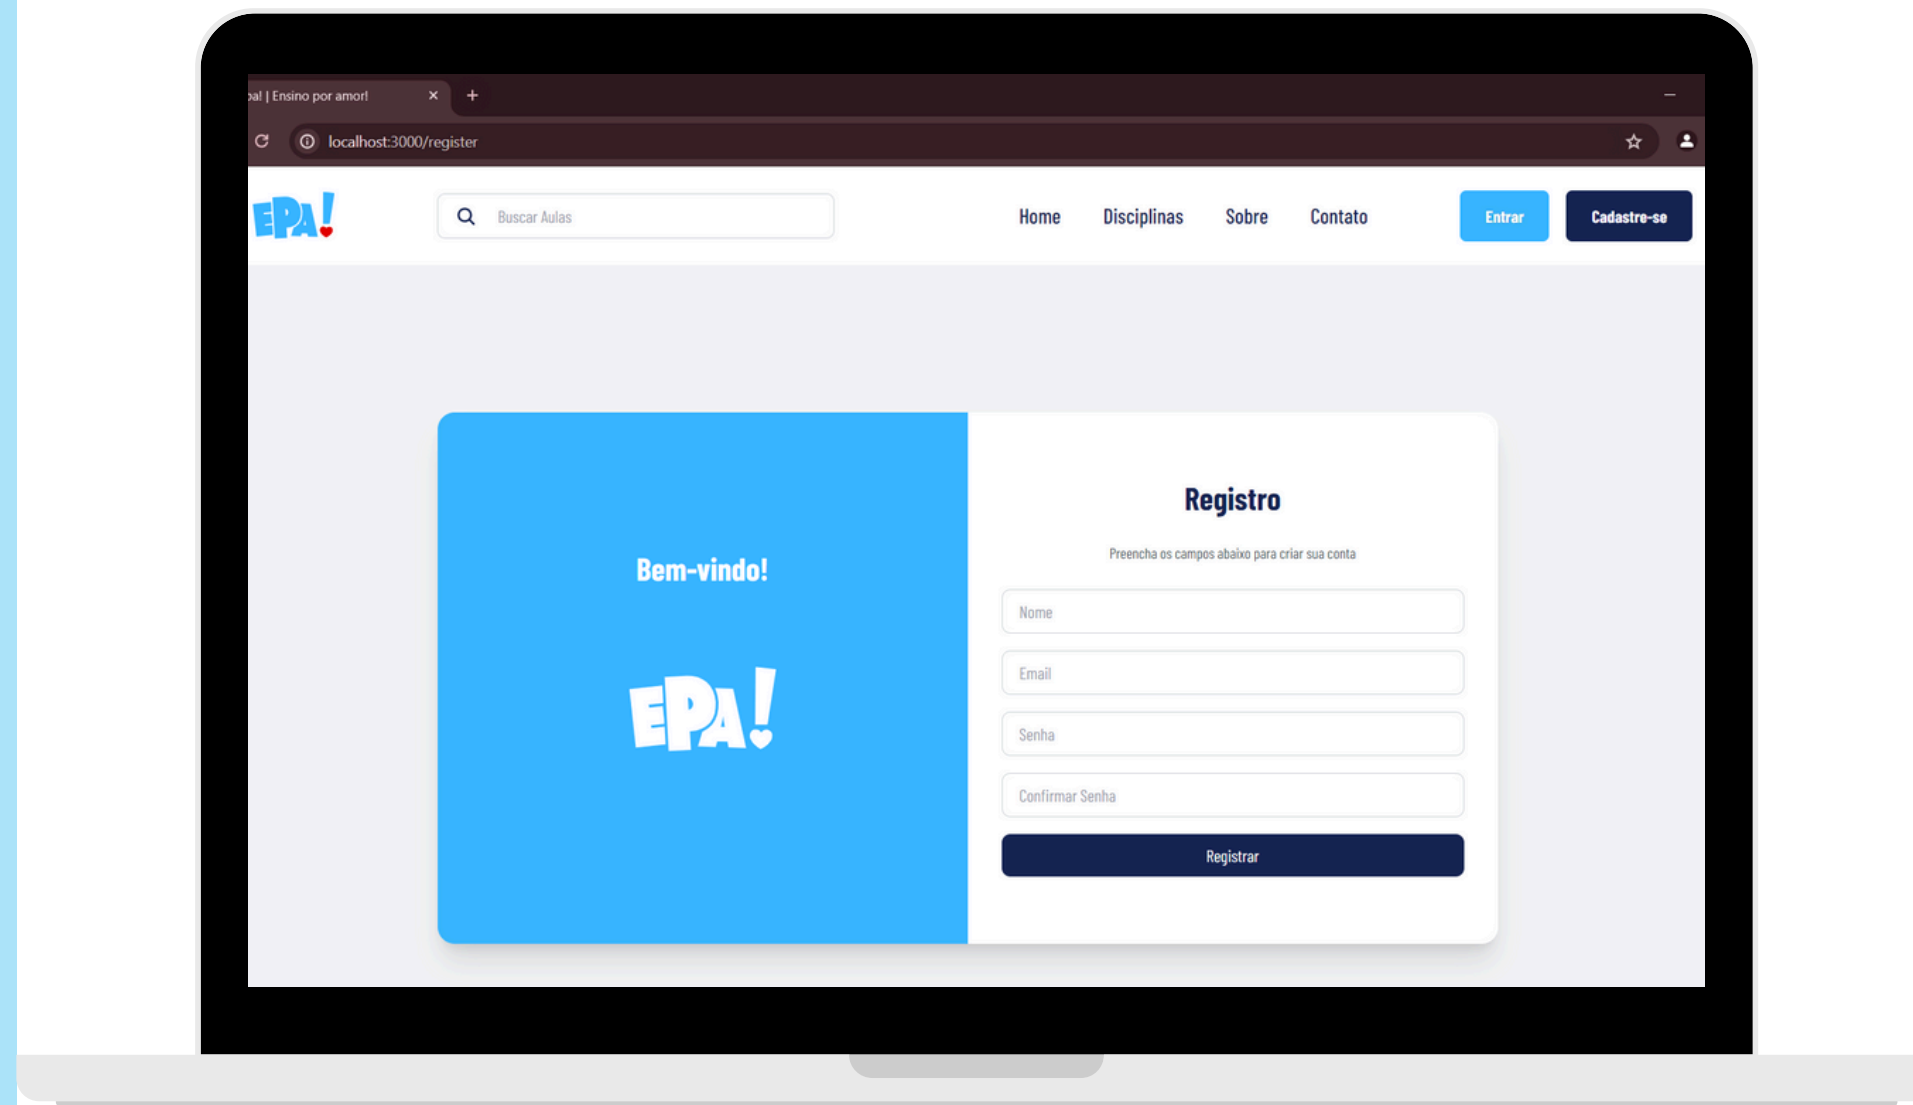 pa! | Ensino por amor!
localhost:3000/register
EPA!
Buscar Aulas
Home
Disciplinas
Sobre
Contato
Entrar
Cadastre-se
Bem-vindo!
EPA!
Registro
Preencha os campos abaixo para criar sua conta
Nome
Email
Senha
Confirmar Senha
Registrar